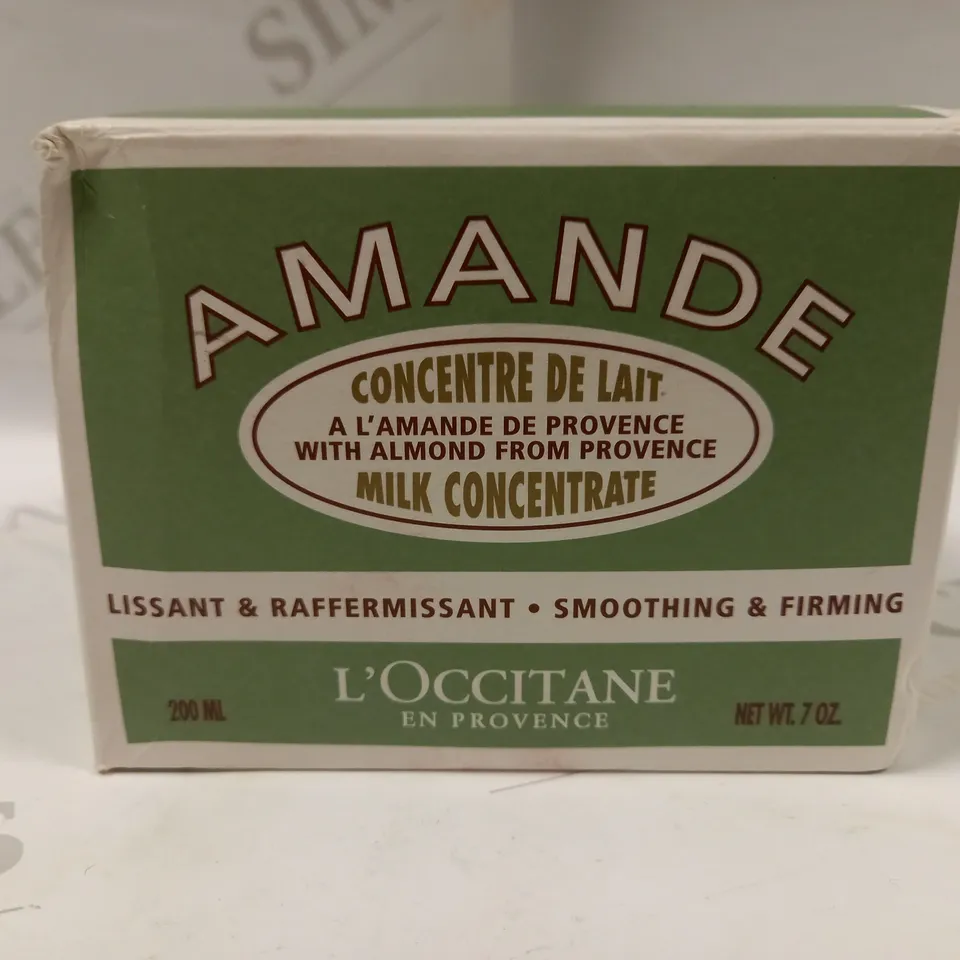 AMANDE
CONCENTRE DE LAIT
A L'AMANDE DE PROVENCE
WITH ALMOND FROM PROVENCE
MILK CONCENTRATE
LISSANT & RAFFERMISSANT • SMOOTHING & FIRMING
L'OCCITANE
EN PROVENCE
200 ML
NET WT. 7 OZ.